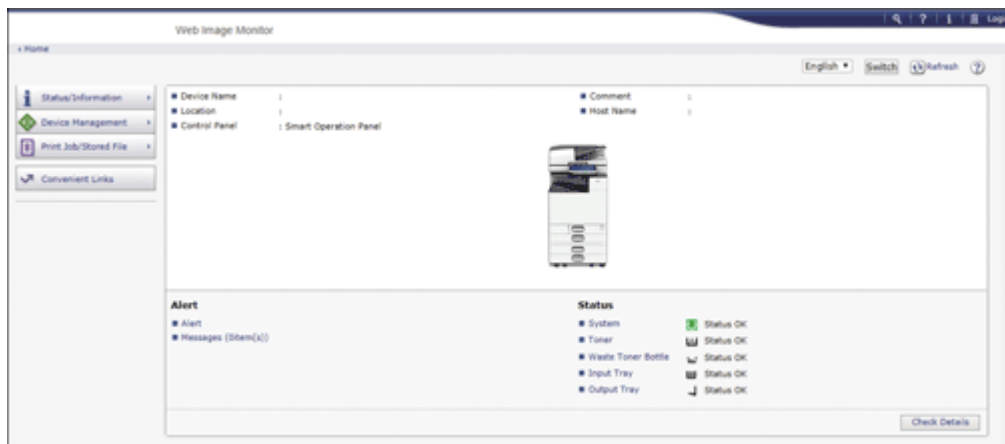 Web Image Monitor
? i Log
Home
English Switch Refresh ?
Status/Information
Device Management
Print Job/Stored File
Convenient Links
Device Name :
Location :
Control Panel : Smart Operation Panel
Comment :
Host Name :
Alert
Alert
Messages (0item(s))
Status
System Status OK
Toner Status OK
Waste Toner Bottle Status OK
Input Tray Status OK
Output Tray Status OK
Check Details